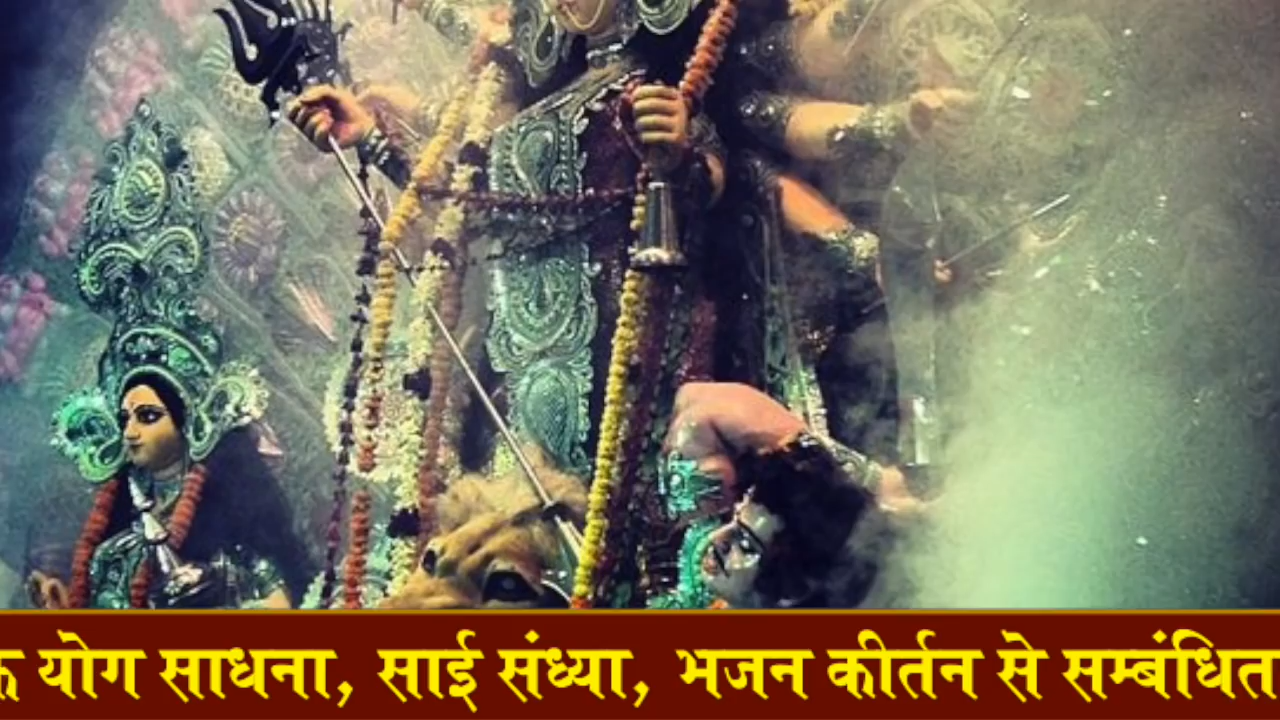 योग साधना, साई संध्या, भजन कीर्तन से सम्बंधित